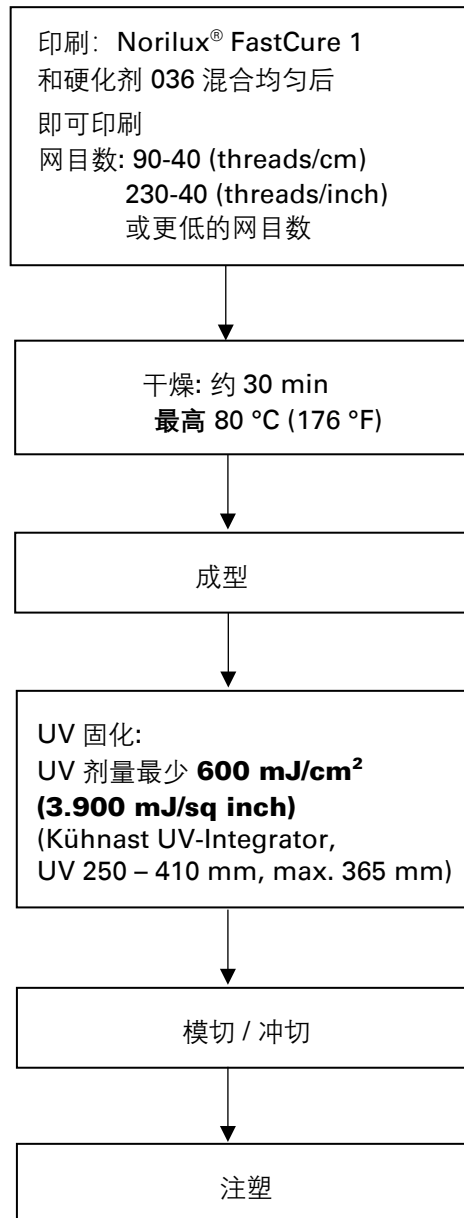 印刷: Norilux® FastCure 1
和硬化剂 036 混合均匀后
即可印刷
网目数: 90-40 (threads/cm)
230-40 (threads/inch)
或更低的网目数
干燥: 约 30 min
最高 80 °C (176 °F)
成型
UV 固化:
UV 剂量最少 600 mJ/cm²
(3.900 mJ/sq inch)
(Kühnast UV-Integrator,
UV 250 – 410 mm, max. 365 mm)
模切 / 冲切
注塑